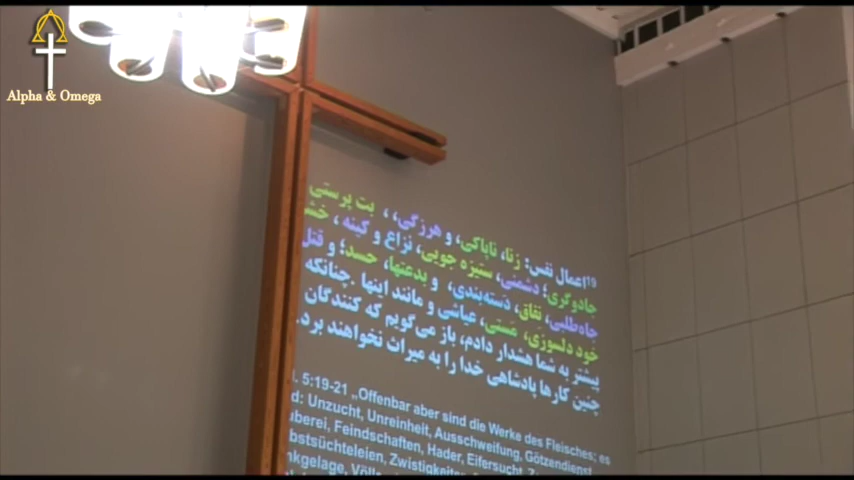 Alpha & Omega
19اعمال نفس: زنا، ناپاکی، و هرزگی، ، بت پرستی
جادوگری؛ دشمنی، ستیزه جویی، نزاع و کینه ،
جاه‌طلبی، نفاق، دسته‌بندی، و بدعتها، حسد؛ و قتل
خود دلسوزی، مستی، عیاشی و مانند اینها .چنانکه
پیشتر به شما هشدار دادم، باز می‌گویم که کنندگان
چنین کارها پادشاهی خدا را به میراث نخواهند برد.
. 5:19-21 „Offenbar aber sind die Werke des Fleisches; es
d: Unzucht, Unreinheit, Ausschweifung, Götzendienst,
uberei, Feindschaften, Hader, Eifersucht,
bstsüchteleien, Zwistigkeiten,
nkgelage,